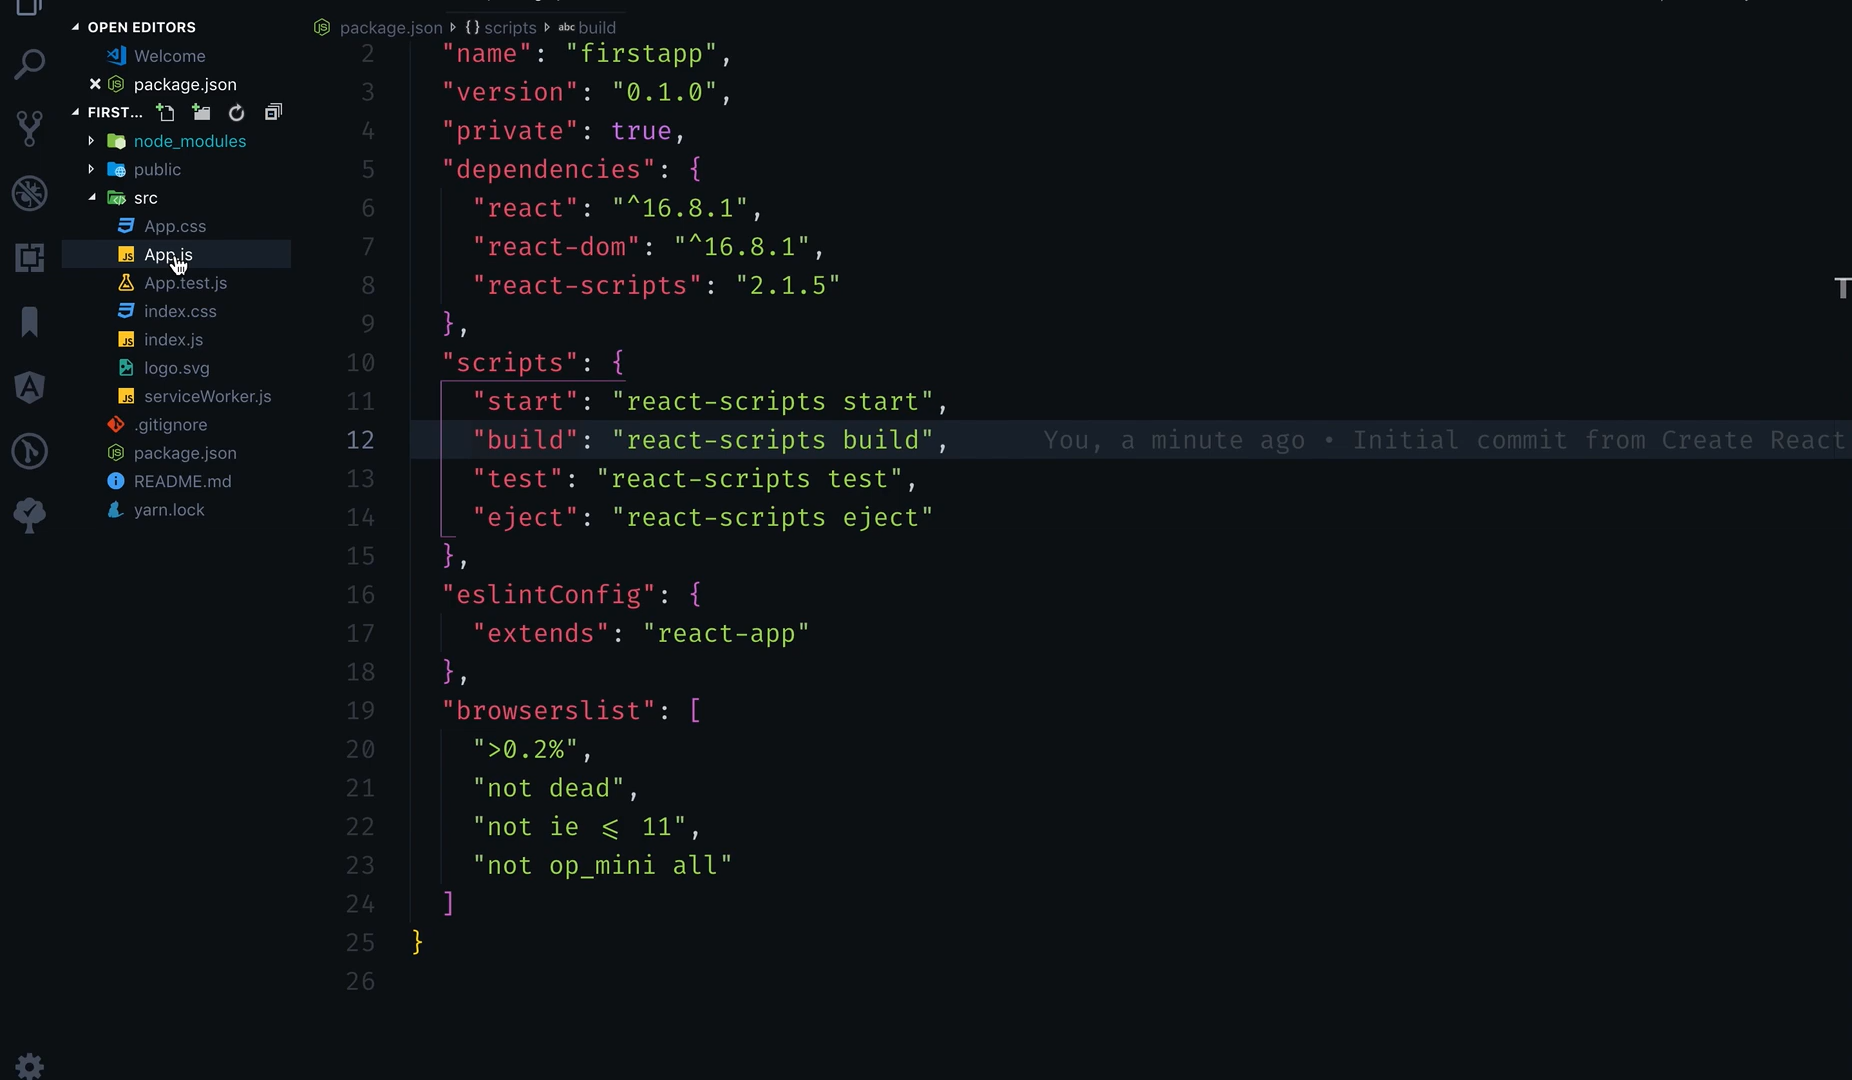 OPEN EDITORS
Welcome
package.json
FIRST...
node_modules
public
src
App.css
App.js
App.test.js
index.css
index.js
logo.svg
serviceWorker.js
.gitignore
package.json
README.md
yarn.lock
package.json {} scripts abc build
2 "name": "firstapp",
3 "version": "0.1.0",
4 "private": true,
5 "dependencies": {
6 "react": "^16.8.1",
7 "react-dom": "^16.8.1",
8 "react-scripts": "2.1.5"
9 },
10 "scripts": {
11 "start": "react-scripts start",
12 "build": "react-scripts build", You, a minute ago • Initial commit from Create React
13 "test": "react-scripts test",
14 "eject": "react-scripts eject"
15 },
16 "eslintConfig": {
17 "extends": "react-app"
18 },
19 "browserslist": [
20 ">0.2%",
21 "not dead",
22 "not ie ⩽ 11",
23 "not op_mini all"
24 ]
25 }
26